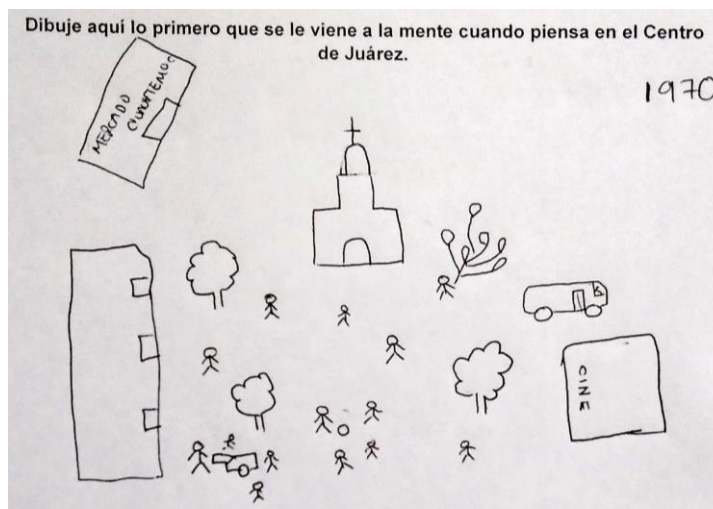 Dibuje aquí lo primero que se le viene a la mente cuando piensa en el Centro
de Juárez.
1970
MERCADO
CUAUHTEMOC
CINE